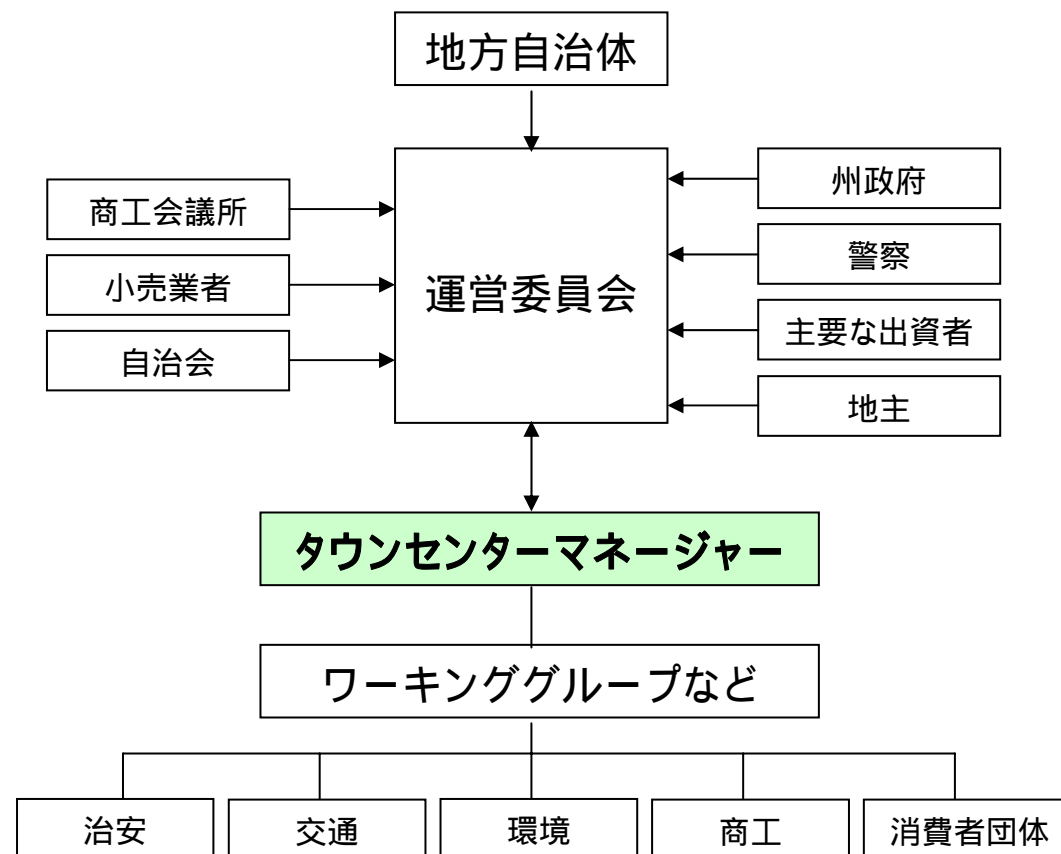 地方自治体
商工会議所
小売業者
自治会
運営委員会
州政府
警察
主要な出資者
地主
タウンセンターマネージャー
ワーキンググループなど
治安
交通
環境
商工
消費者団体